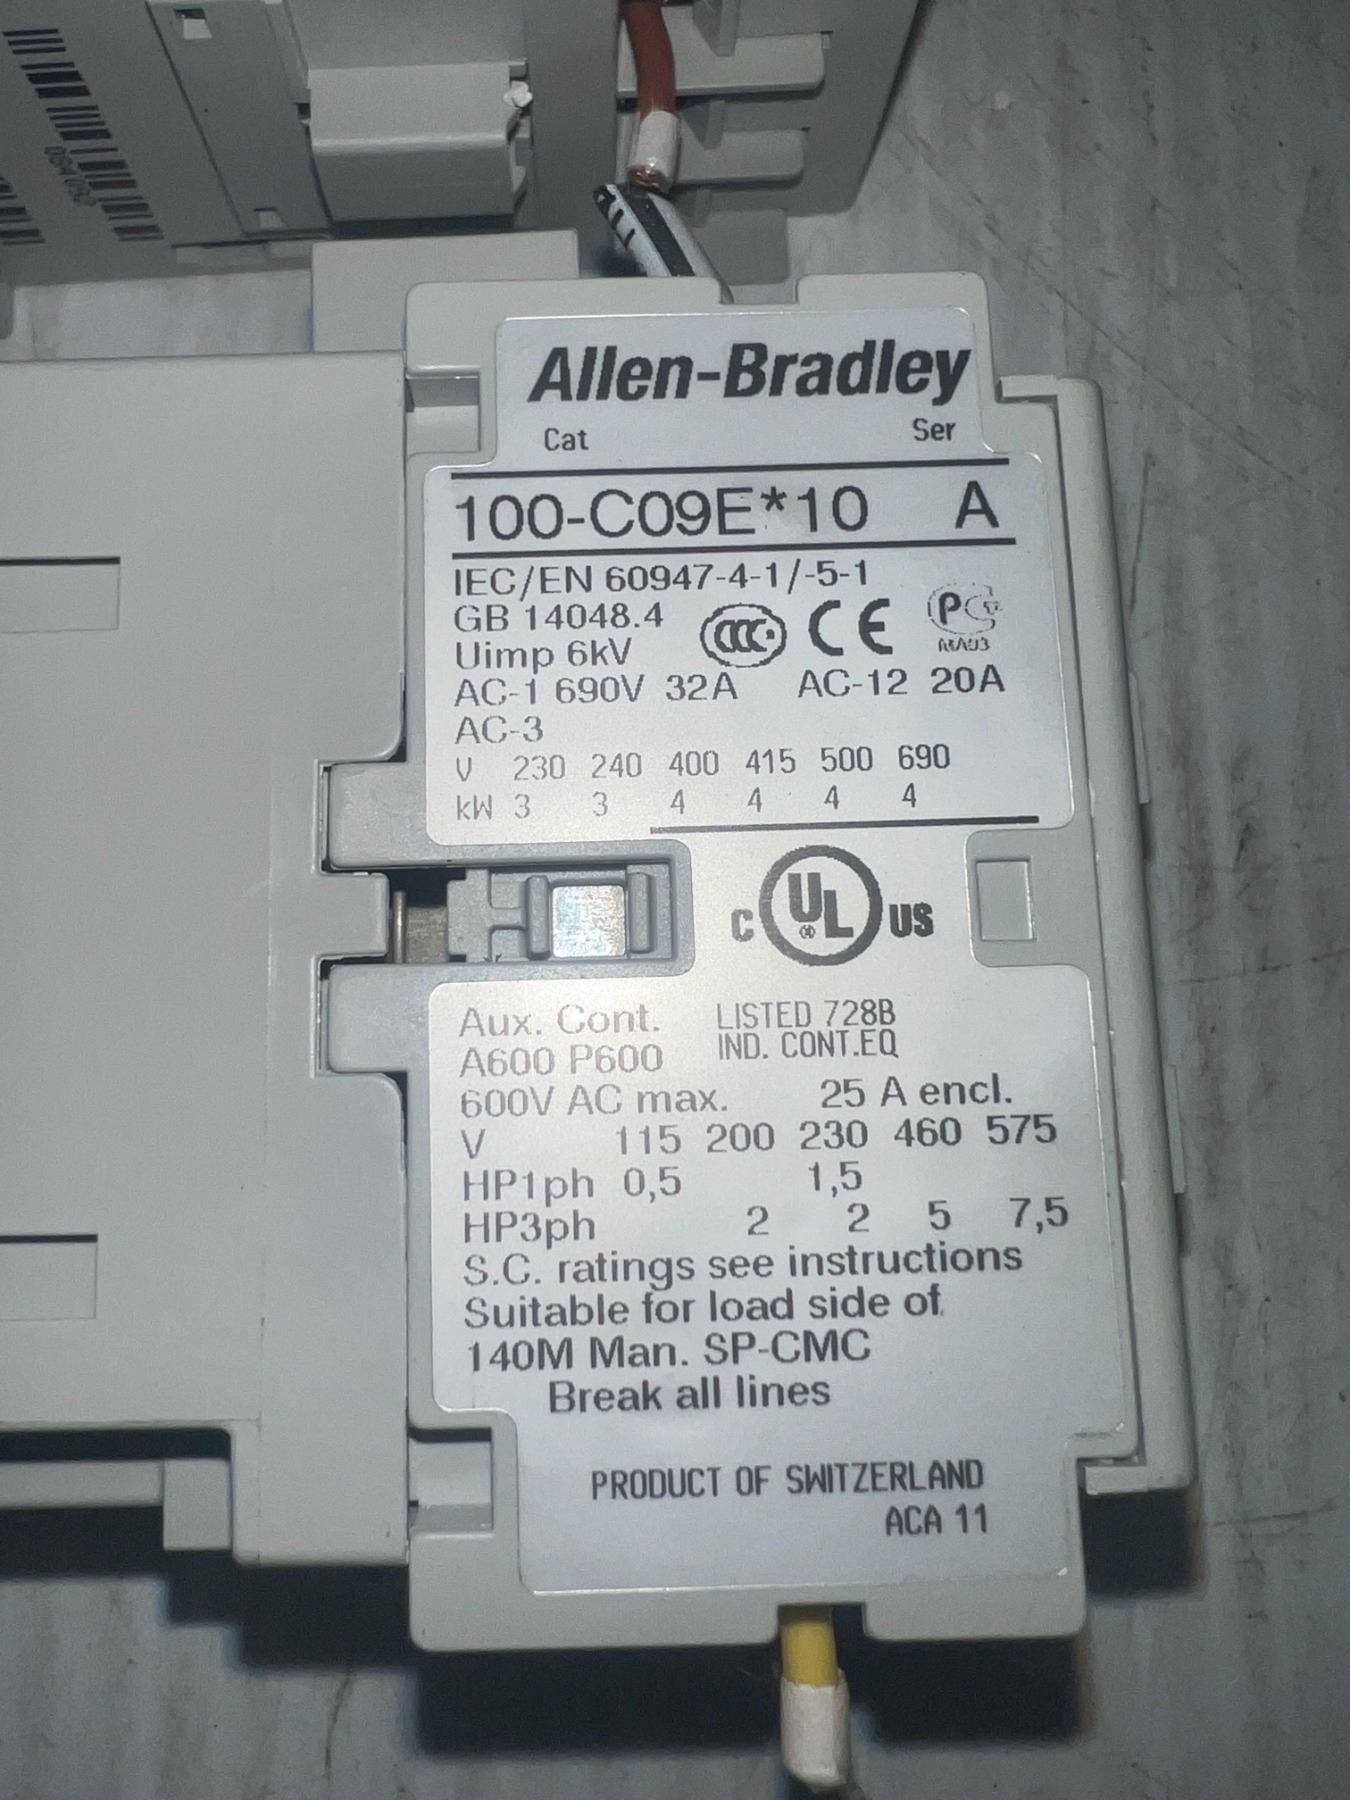 Allen-Bradley
Cat Ser
100-C09E*10 A
IEC/EN 60947-4-1/-5-1
GB 14048.4 CCC CE
Uimp 6kV
AC-1 690V 32A AC-12 20A
AC-3
V 230 240 400 415 500 690
kW 3 3 4 4 4 4
C UL® US
Aux. Cont. LISTED 728B
A600 P600 IND. CONT.EQ
600V AC max. 25 A encl.
V 115 200 230 460 575
HP1ph 0,5 1,5
HP3ph 2 2 5 7,5
S.C. ratings see instructions
Suitable for load side of
140M Man. SP-CMC
Break all lines
PRODUCT OF SWITZERLAND
ACA 11